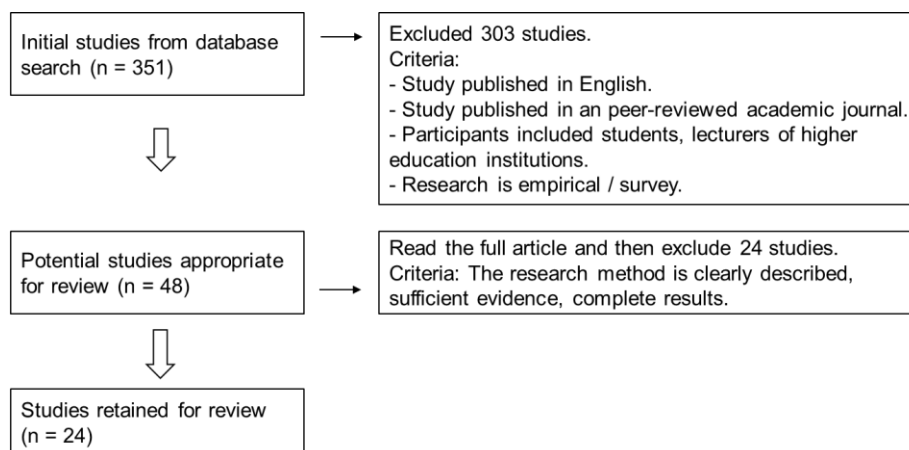 Initial studies from database
search (n = 351)
Excluded 303 studies.
Criteria:
- Study published in English.
- Study published in an peer-reviewed academic journal.
- Participants included students, lecturers of higher
education institutions.
- Research is empirical / survey.
Potential studies appropriate
for review (n = 48)
Read the full article and then exclude 24 studies.
Criteria: The research method is clearly described,
sufficient evidence, complete results.
Studies retained for review
(n = 24)